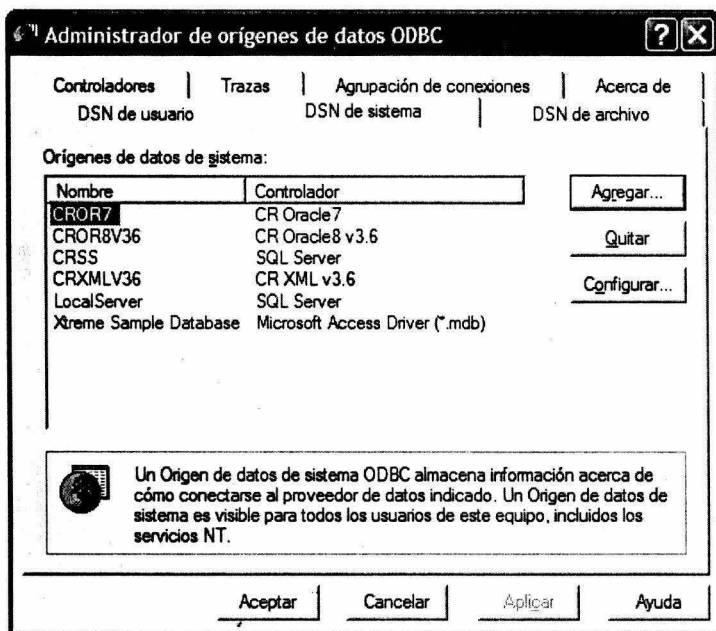 Administrador de orígenes de datos ODBC
Controladores | Trazas | Agrupación de conexiones | Acerca de
DSN de usuario | DSN de sistema | DSN de archivo
Orígenes de datos de sistema:
Nombre Controlador
CROR7 CR Oracle7
CROR8V36 CR Oracle8 v3.6
CRSS SQL Server
CRXMLV36 CR XML v3.6
LocalServer SQL Server
Xtreme Sample Database Microsoft Access Driver (*.mdb)
Agregar...
Quitar
Configurar...
Un Origen de datos de sistema ODBC almacena información acerca de
cómo conectarse al proveedor de datos indicado. Un Origen de datos de
sistema es visible para todos los usuarios de este equipo, incluidos los
servicios NT.
Aceptar Cancelar Aplicar Ayuda